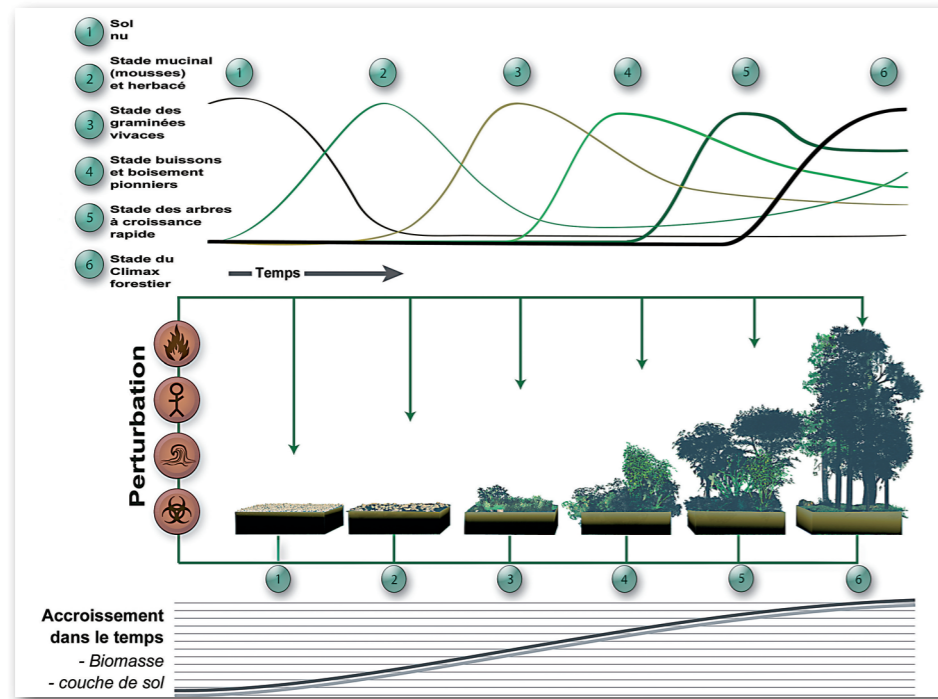 1 Sol
nu
2 Stade mucinal
(mousses)
et herbacé
3 Stade des
graminées
vivaces
4 Stade buissons
et boisement
pionniers
5 Stade des arbres
à croissance
rapide
6 Stade du
Climax
forestier
1 2 3 4 5 6
Temps
Perturbation
1 2 3 4 5 6
Accroissement
dans le temps
- Biomasse
- couche de sol